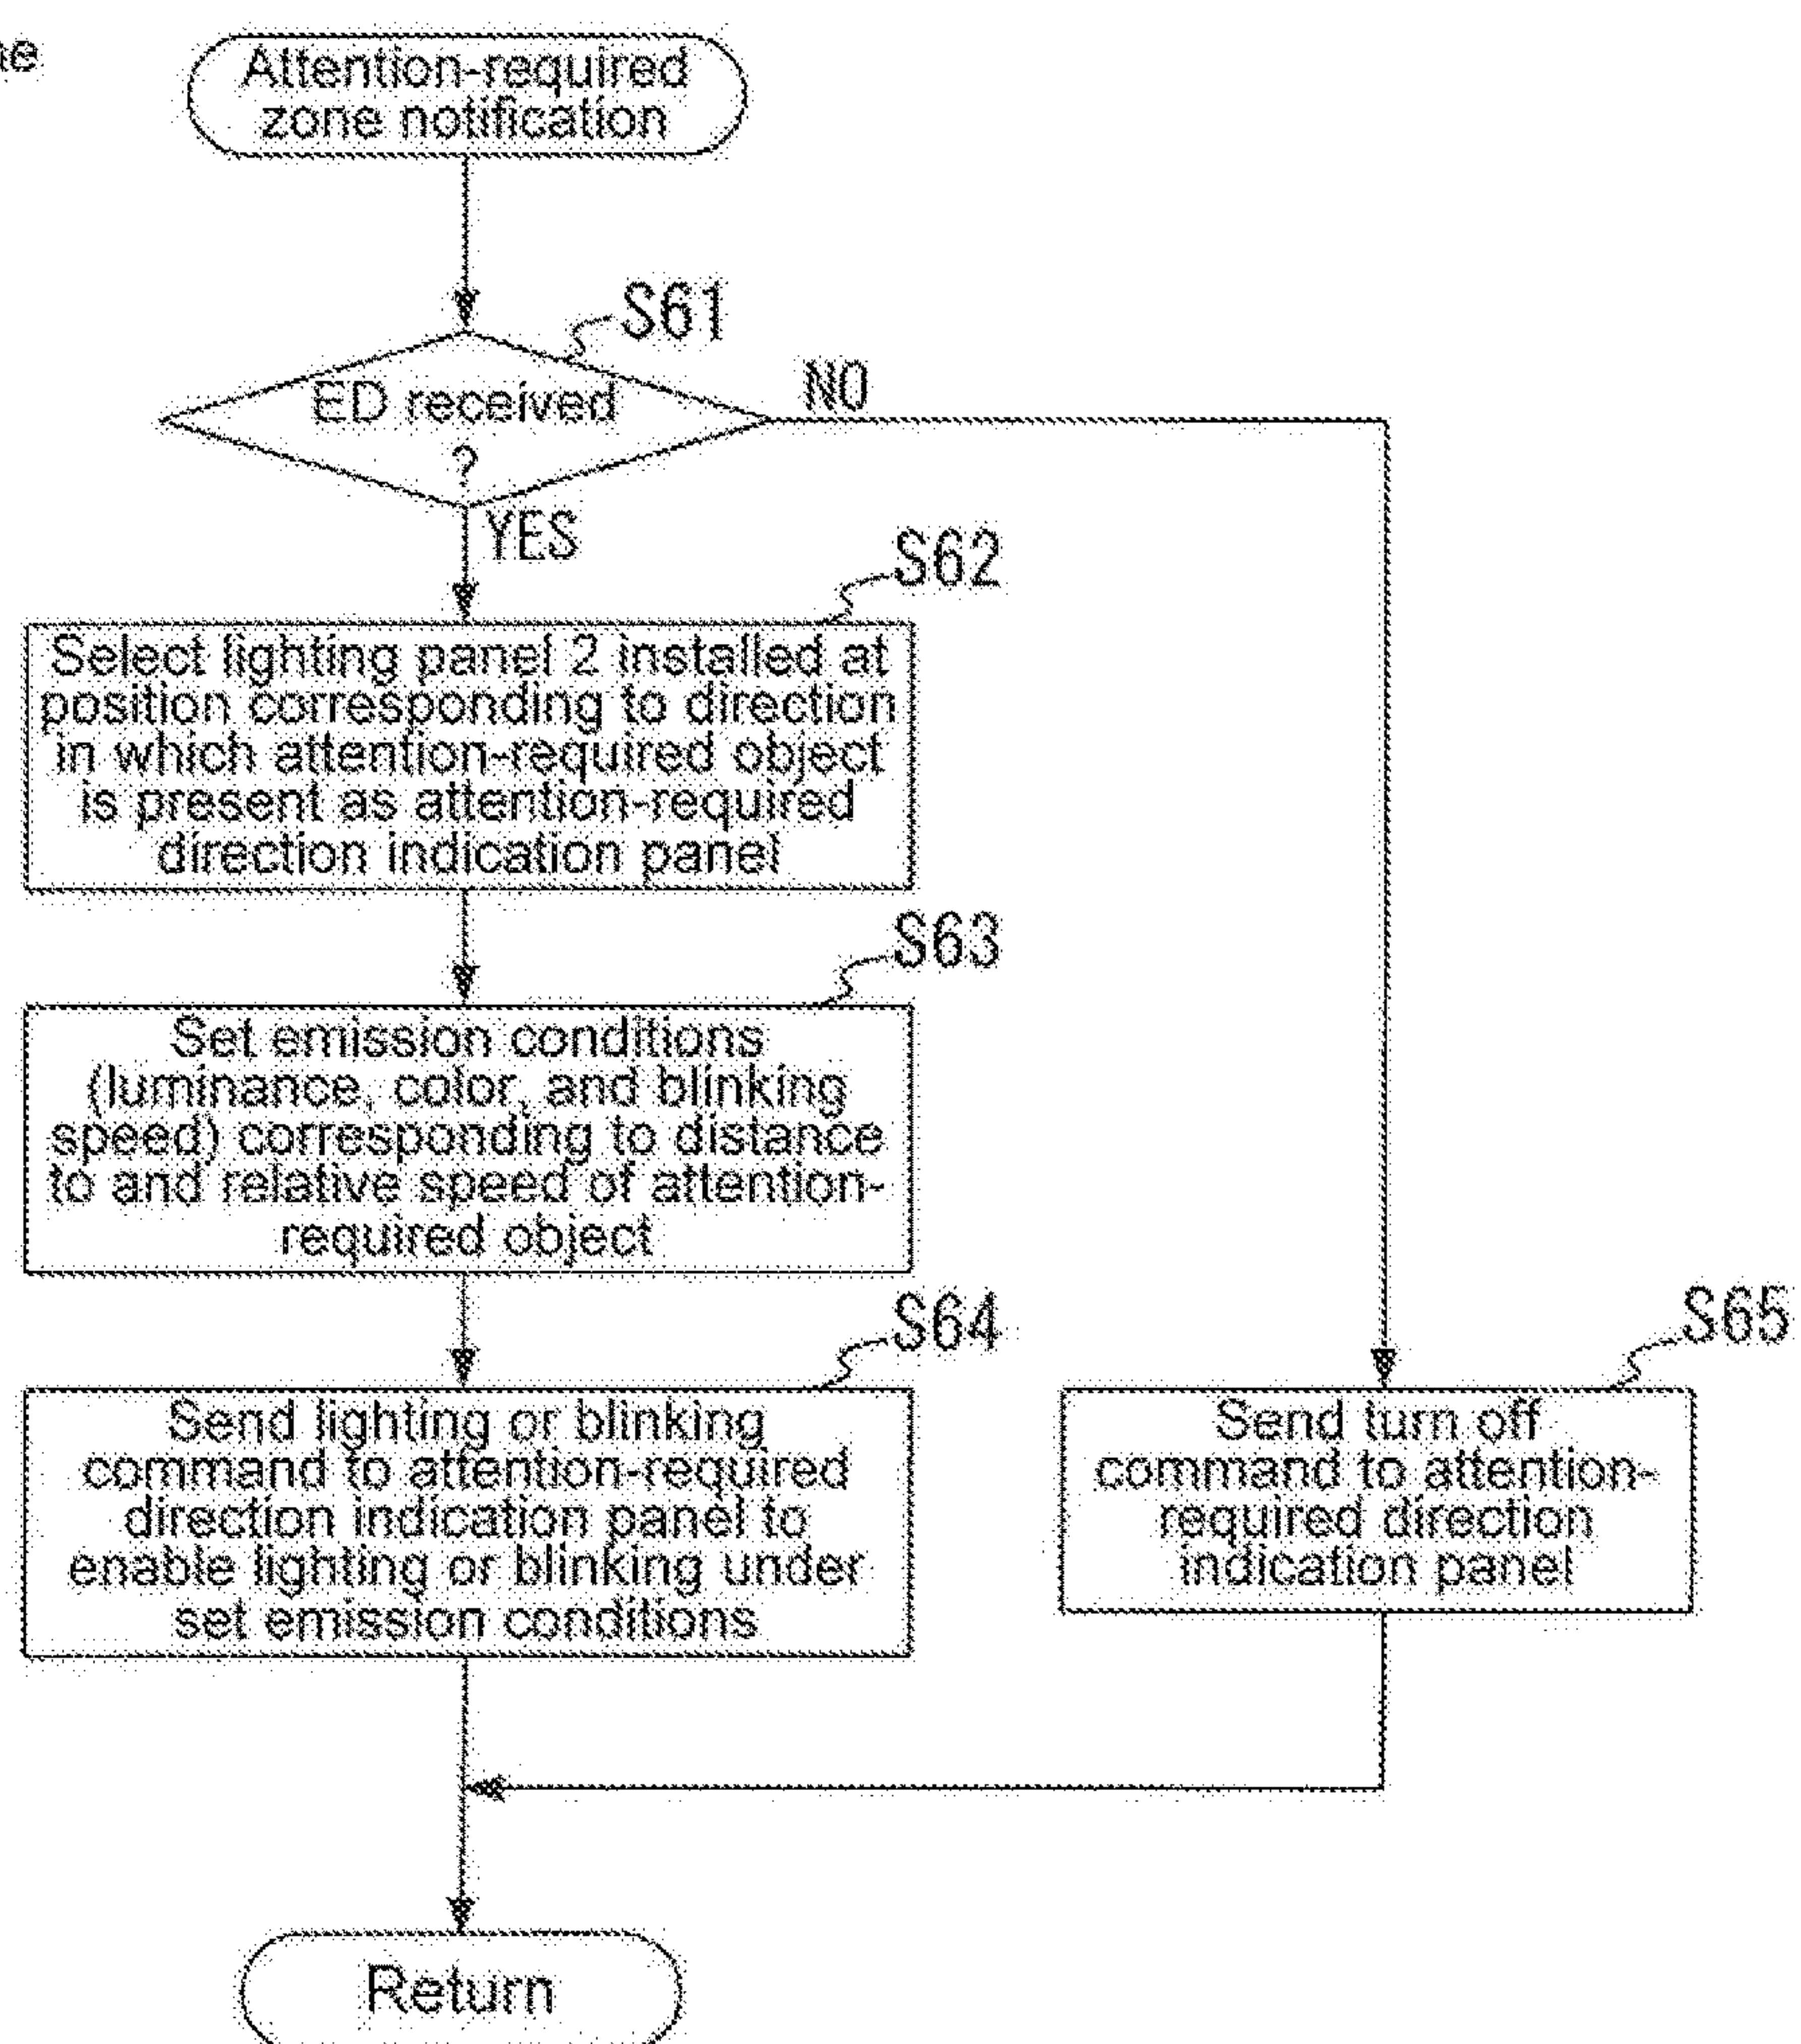 Attention-required
zone notification
S61
ED received
?
NO
YES
S62
Select lighting panel 2 installed at
position corresponding to direction
in which attention-required object
is present as attention-required
direction indication panel
S63
Set emission conditions
(luminance, color, and blinking
speed) corresponding to distance
to and relative speed of attention-
required object
S64
Send lighting or blinking
command to attention-required
direction indication panel to
enable lighting or blinking under
set emission conditions
S65
Send turn off
command to attention-
required direction
indication panel
Return